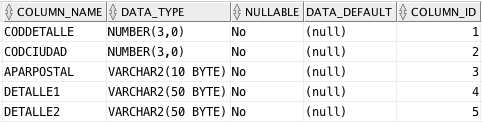 COLUMN_NAME DATA_TYPE NULLABLE DATA_DEFAULT COLUMN_ID
CODDETALLE NUMBER(3,0) No (null) 1
CODCIUDAD NUMBER(3,0) No (null) 2
APARPOSTAL VARCHAR2(10 BYTE) No (null) 3
DETALLE1 VARCHAR2(50 BYTE) No (null) 4
DETALLE2 VARCHAR2(50 BYTE) No (null) 5